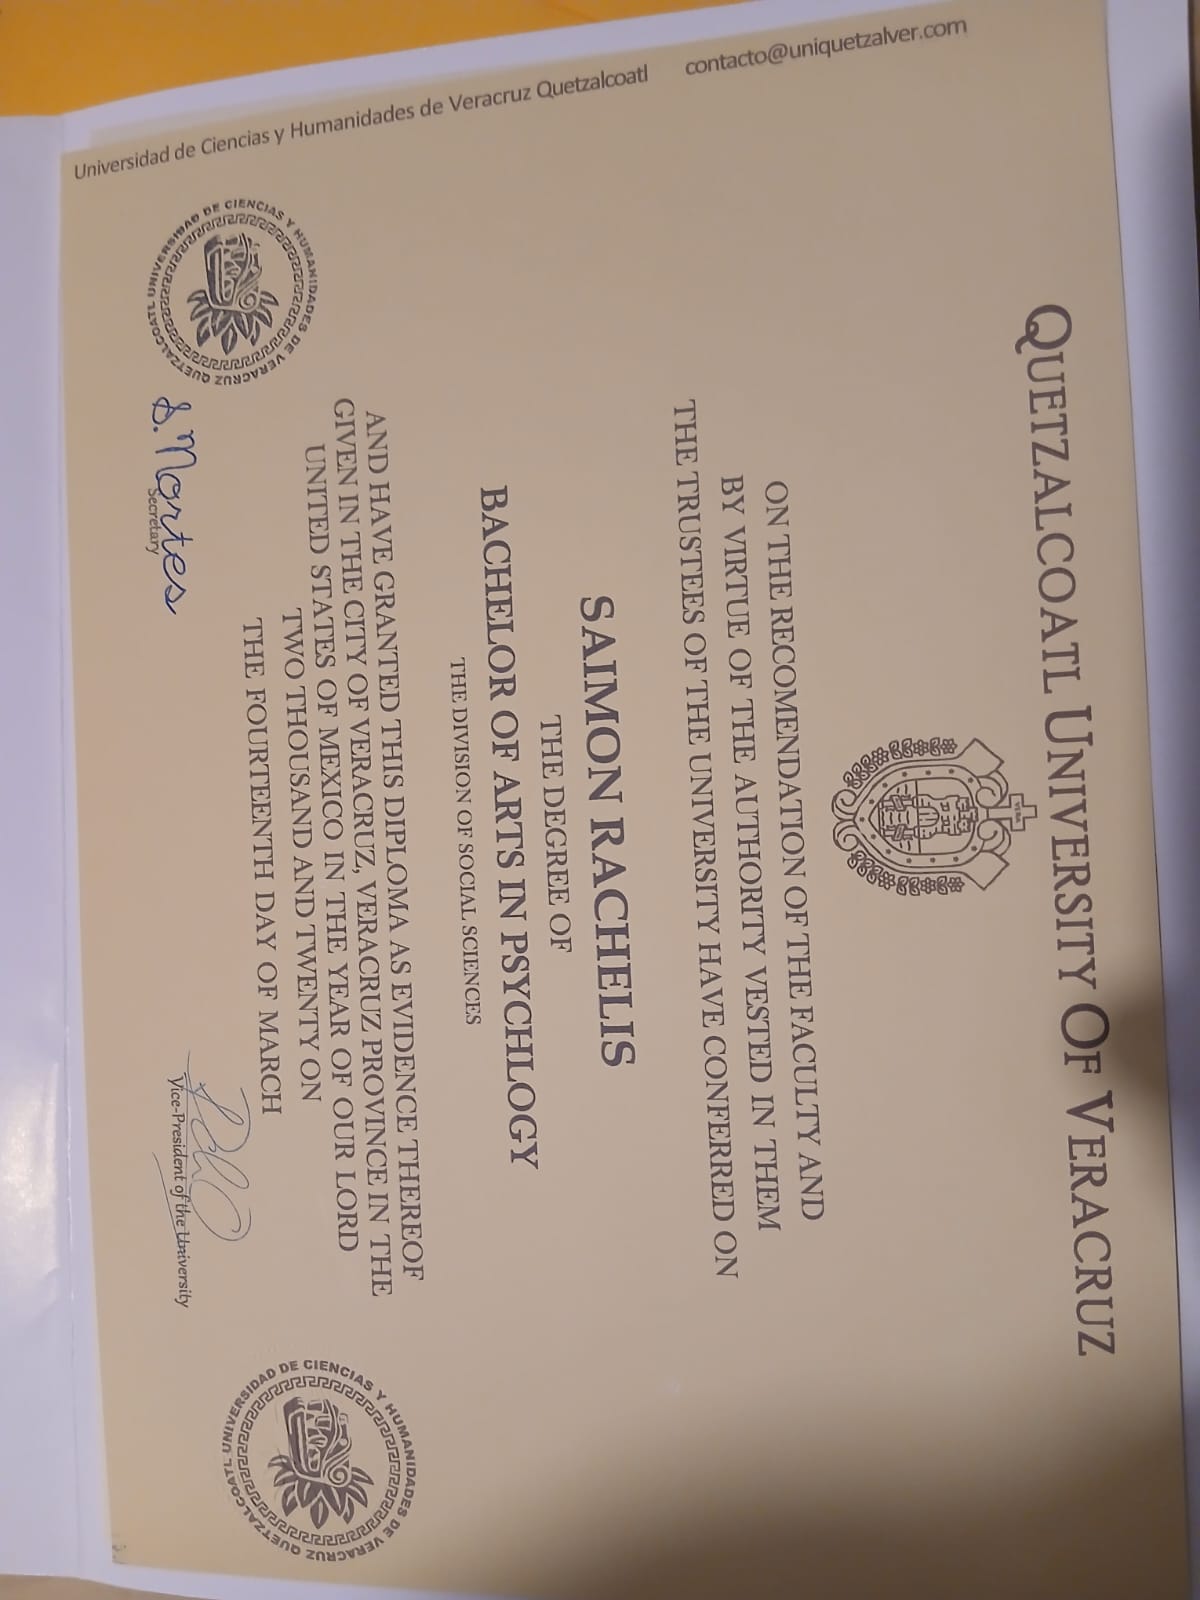 QUETZALCOATL UNIVERSITY OF VERACRUZ
VERA
ON THE RECOMENDATION OF THE FACULTY AND
BY VIRTUE OF THE AUTHORITY VESTED IN THEM
THE TRUSTEES OF THE UNIVERSITY HAVE CONFERRED ON
SAIMON RACHELIS
THE DEGREE OF
BACHELOR OF ARTS IN PSYCHLOGY
THE DIVISION OF SOCIAL SCIENCES
AND HAVE GRANTED THIS DIPLOMA AS EVIDENCE THEREOF
GIVEN IN THE CITY OF VERACRUZ, VERACRUZ PROVINCE IN THE
UNITED STATES OF MEXICO IN THE YEAR OF OUR LORD
TWO THOUSAND AND TWENTY ON
THE FOURTEENTH DAY OF MARCH
S. Martes
Secretary
Vice-President of the University
UNIVERSIDAD DE CIENCIAS Y HUMANIDADES DE VERACRUZ QUETZALCOATL
UNIVERSIDAD DE CIENCIAS Y HUMANIDADES DE VERACRUZ QUETZALCOATL
Universidad de Ciencias y Humanidades de Veracruz Quetzalcoatl contacto@uniquetzalver.com